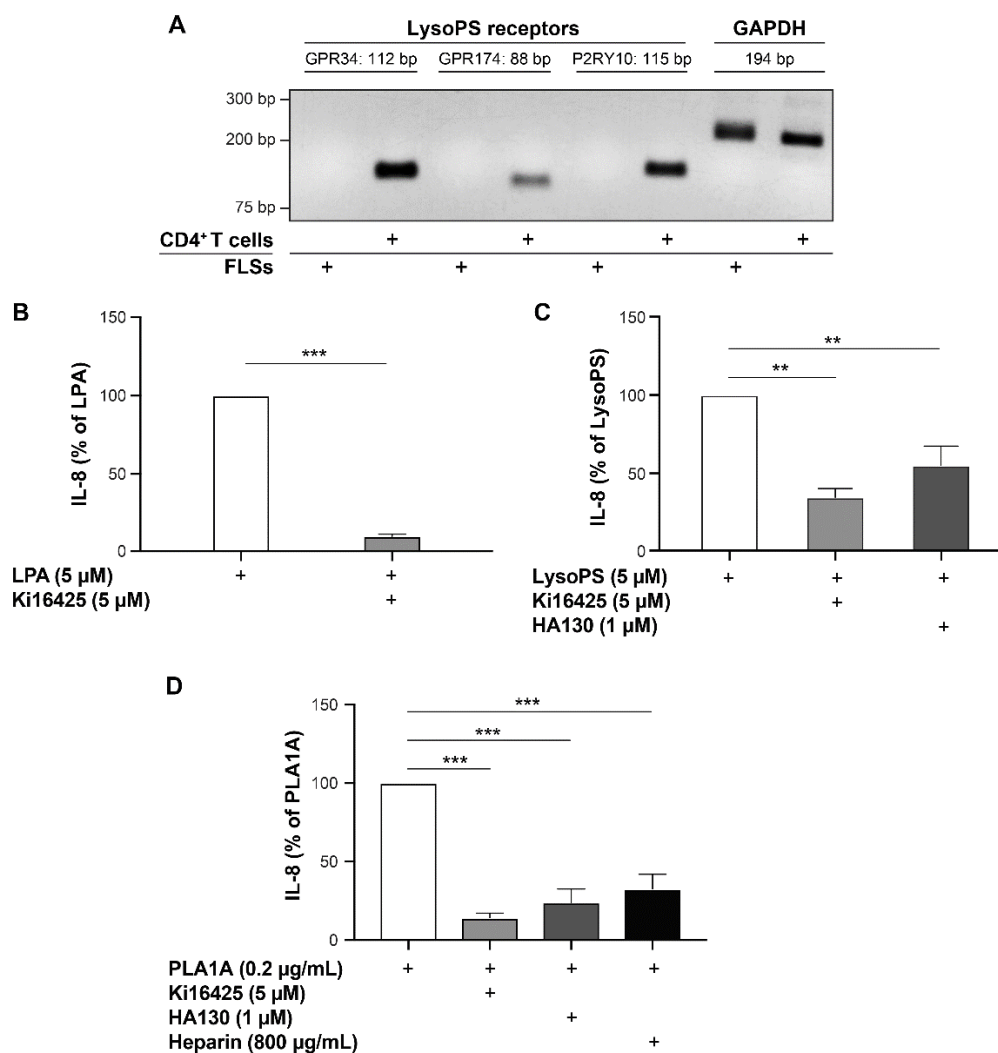 A
LysoPS receptors GAPDH
GPR34: 112 bp GPR174: 88 bp P2RY10: 115 bp 194 bp
300 bp
200 bp
75 bp
CD4+ T cells + + + +
FLSs + + + +
B
150
100
50
0
IL-8 (% of LPA)
***
LPA (5 µM) + +
Ki16425 (5 µM) +
C
150
100
50
0
IL-8 (% of LysoPS)
**
**
LysoPS (5 µM) + + +
Ki16425 (5 µM) +
HA130 (1 µM) +
D
150
100
50
0
IL-8 (% of PLA1A)
***
***
***
PLA1A (0.2 µg/mL) + + + +
Ki16425 (5 µM) +
HA130 (1 µM) +
Heparin (800 µg/mL) +